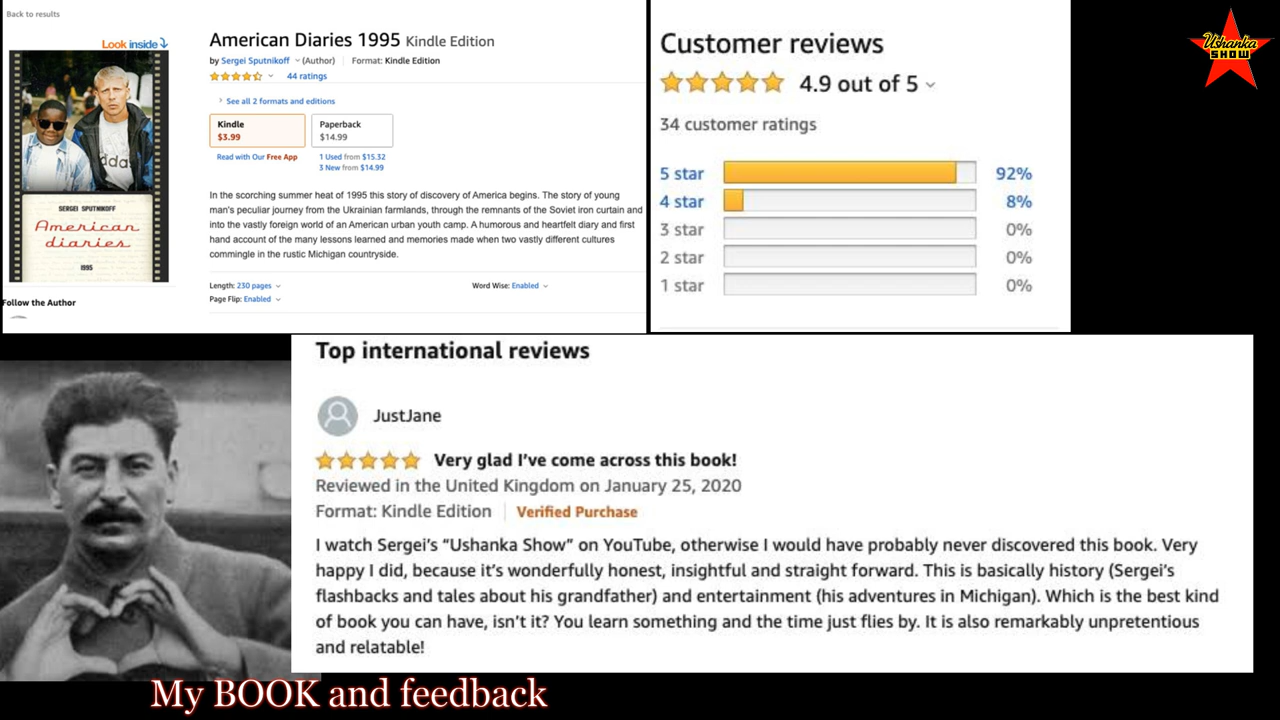 Back to results
Look inside
American Diaries 1995 Kindle Edition
by Sergei Sputnikoff (Author) Format: Kindle Edition
44 ratings
See all 2 formats and editions
Kindle
$3.99
Paperback
$14.99
Read with Our Free App
1 Used from $15.32
3 New from $14.99
In the scorching summer heat of 1995 this story of discovery of America begins. The story of young
man's peculiar journey from the Ukrainian farmlands, through the remnants of the Soviet iron curtain and
into the vastly foreign world of an American urban youth camp. A humorous and heartfelt diary and first
hand account of the many lessons learned and memories made when two vastly different cultures
commingle in the rustic Michigan countryside.
Length: 230 pages
Word Wise: Enabled
Page Flip: Enabled
adda
SERGEI SPUTNIKOFF
American
diaries
1995
Follow the Author
Customer reviews
4.9 out of 5
34 customer ratings
5 star 92%
4 star 8%
3 star 0%
2 star 0%
1 star 0%
Ushanka
SHOW
Top international reviews
JustJane
Very glad I've come across this book!
Reviewed in the United Kingdom on January 25, 2020
Format: Kindle Edition Verified Purchase
I watch Sergei's “Ushanka Show” on YouTube, otherwise I would have probably never discovered this book. Very
happy I did, because it's wonderfully honest, insightful and straight forward. This is basically history (Sergei's
flashbacks and tales about his grandfather) and entertainment (his adventures in Michigan). Which is the best kind
of book you can have, isn't it? You learn something and the time just flies by. It is also remarkably unpretentious
and relatable!
My BOOK and feedback